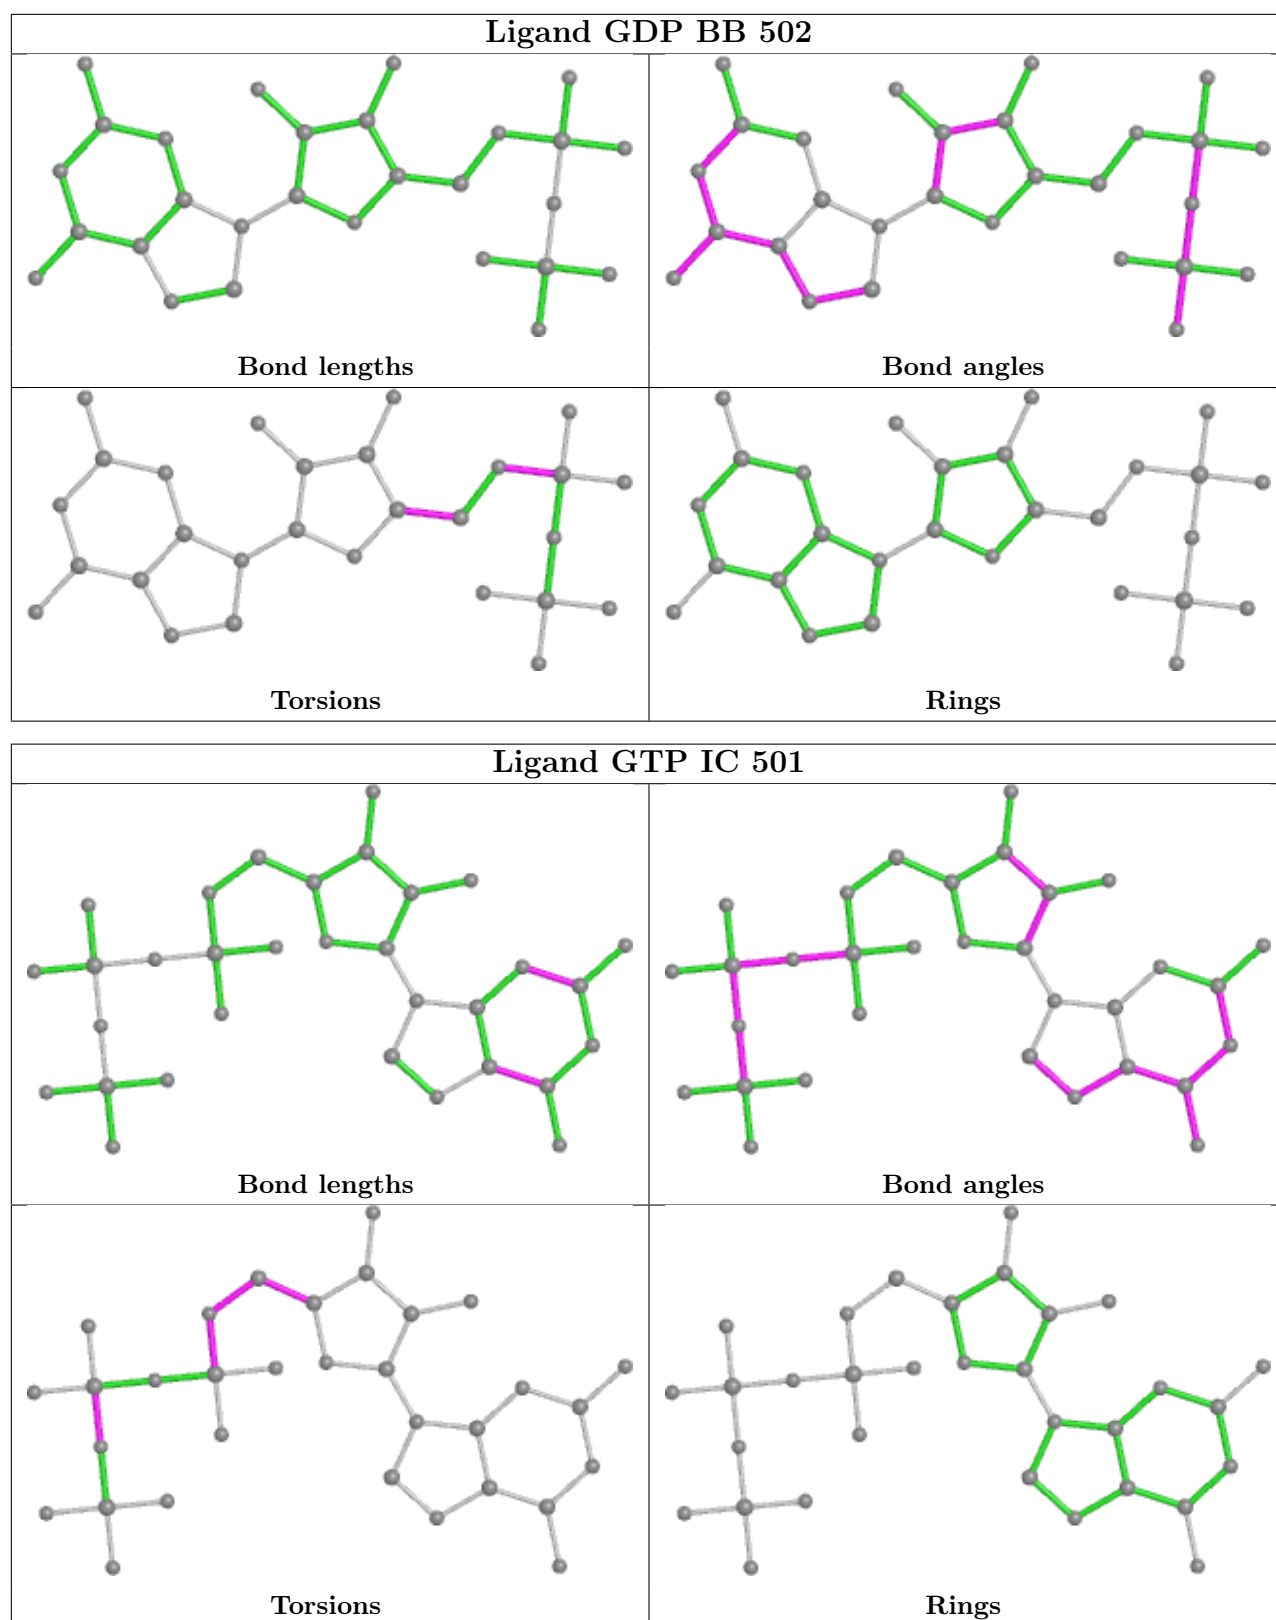 Ligand GDP BB 502
Bond lengths
Bond angles
Torsions
Rings
Ligand GTP IC 501
Bond lengths
Bond angles
Torsions
Rings